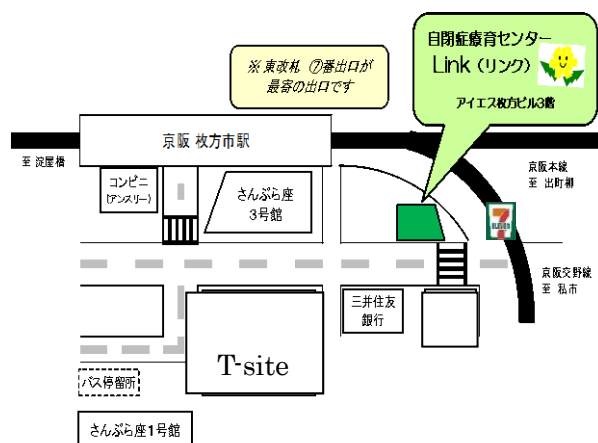 自閉症療育センター
Link（リンク）
アイエス枚方ビル3階
※ 東改札 ⑦番出口が
最寄の出口です
京阪 枚方市駅
至 淀屋橋
京阪本線
至 出町柳
コンビニ
(アンスリー)
さんぷら座
3号館
7
ELEVEN
京阪交野線
至 私市
三井住友
銀行
T-site
バス停留所
さんぷら座1号館